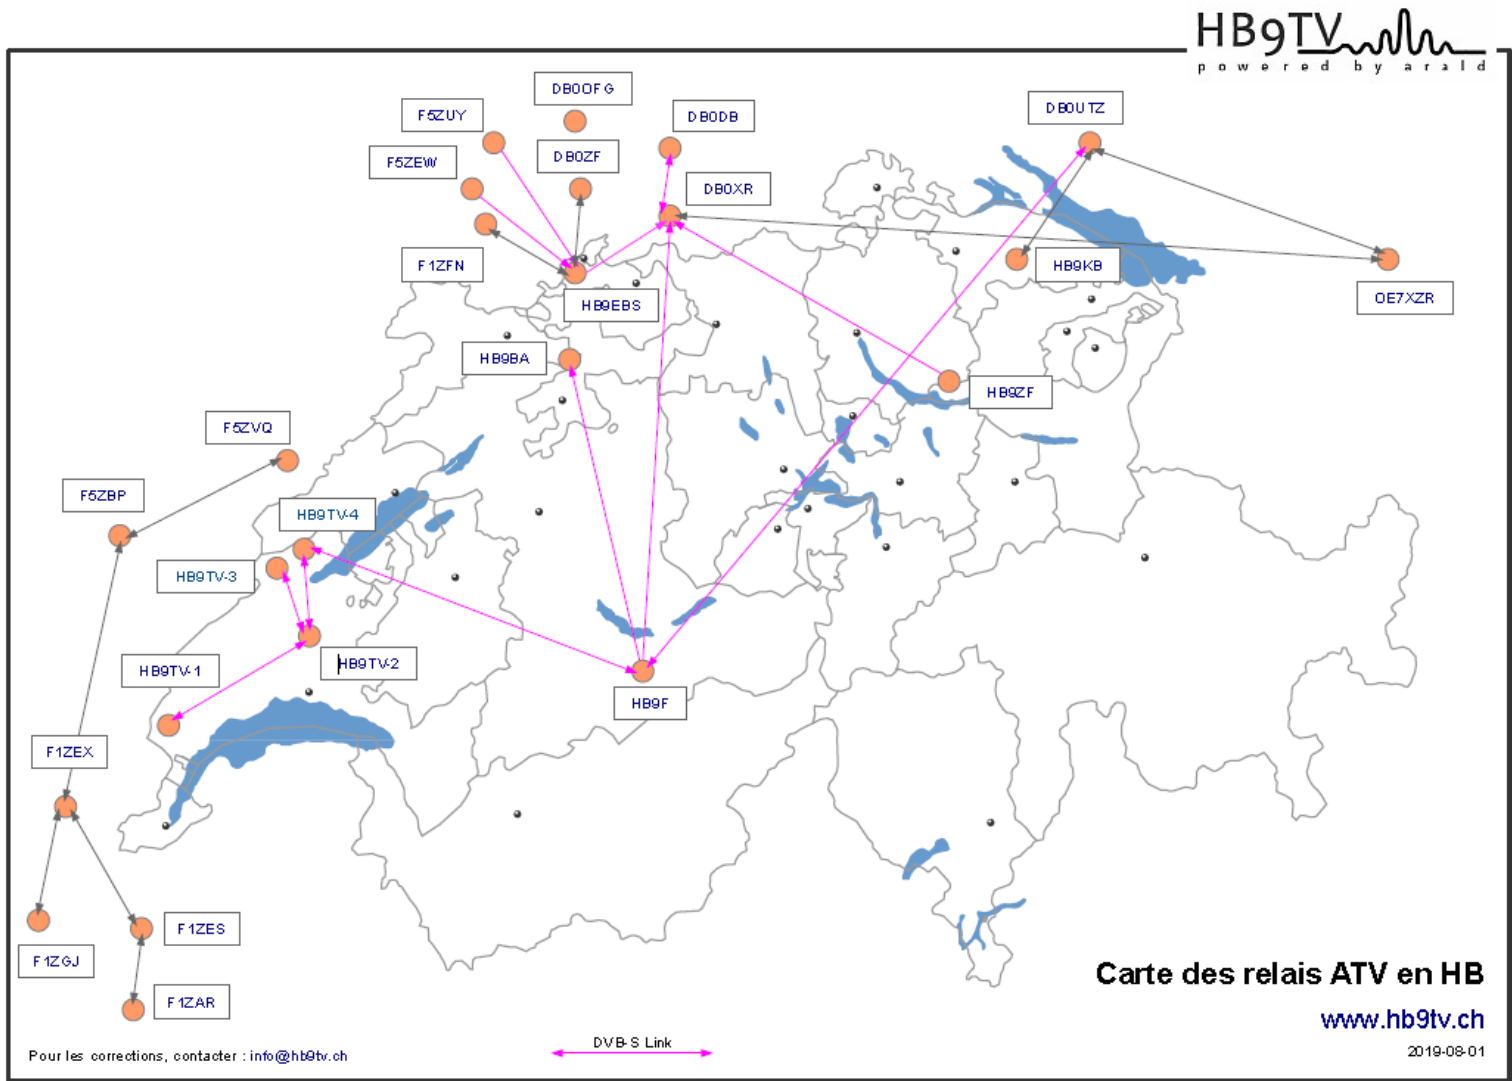 HB9TV
powered by arald
DB0OFG
F5ZUY
DB0DB
DB0UTZ
F5ZEW
DB0ZF
DB0XR
F1ZFN
HB9KB
HB9EBS
OE7XZR
HB9BA
HB9ZF
F5ZVQ
F5ZBP
HB9TV-4
HB9TV-3
HB9TV-1
HB9TV-2
HB9F
F1ZEX
F1ZES
F1ZGJ
F1ZAR
Carte des relais ATV en HB
www.hb9tv.ch
2019-08-01
DVB-S Link
Pour les corrections, contacter : info@hb9tv.ch